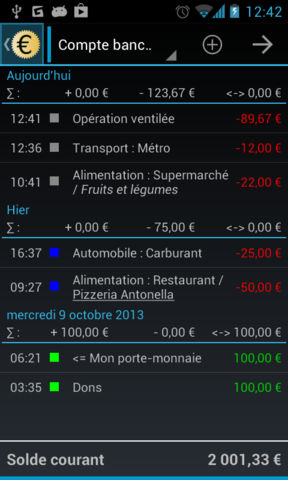 12:42
€
Compte banc..
Aujourd'hui
∑ : + 0,00 € - 123,67 € <-> 0,00 €
12:41 Opération ventilée -89,67 €
12:36 Transport : Métro -12,00 €
10:41 Alimentation : Supermarché / Fruits et légumes -22,00 €
Hier
∑ : + 0,00 € - 75,00 € <-> 0,00 €
16:37 Automobile : Carburant -25,00 €
09:27 Alimentation : Restaurant / Pizzeria Antonella -50,00 €
mercredi 9 octobre 2013
∑ : + 100,00 € - 0,00 € <-> 100,00 €
06:21 <= Mon porte-monnaie 100,00 €
03:35 Dons 100,00 €
Solde courant 2 001,33 €